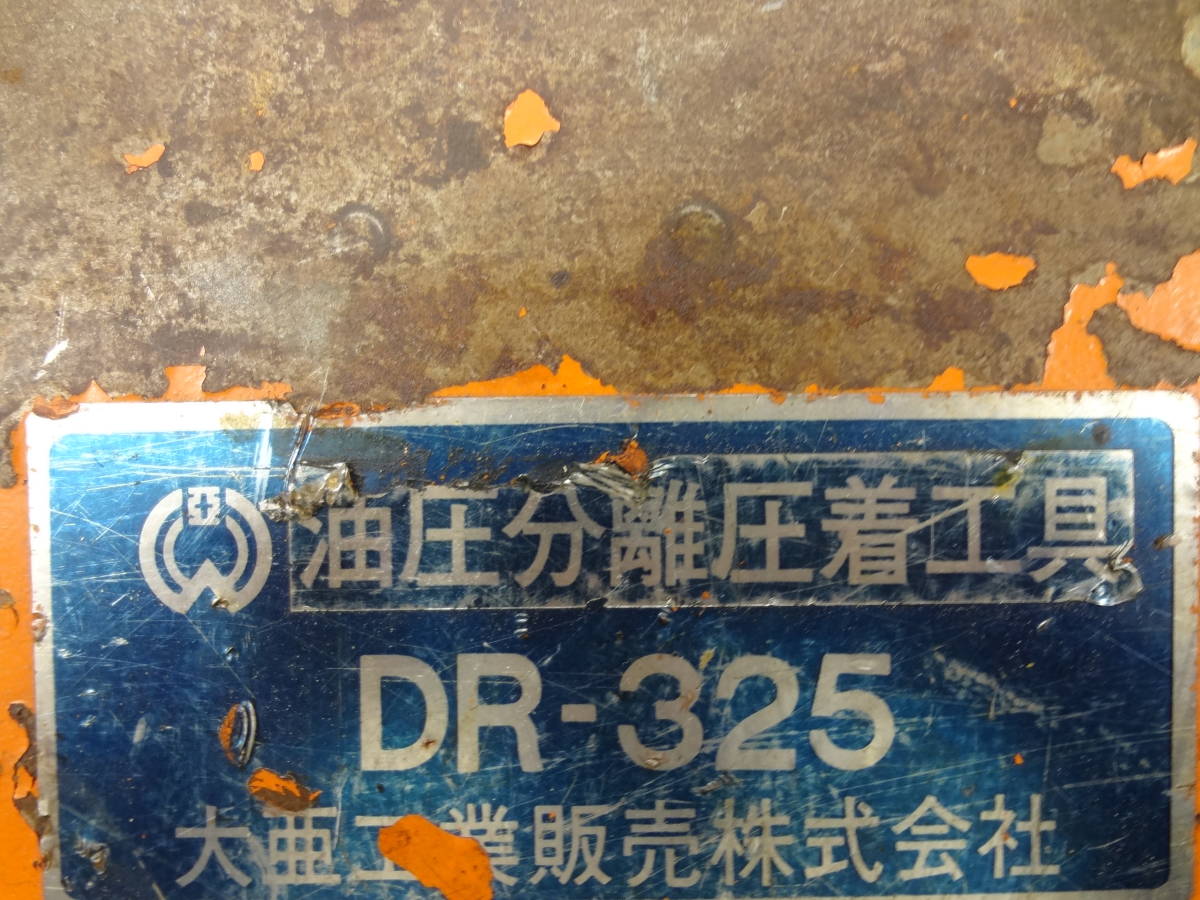 亞
油圧分離圧着工具
DR-325
大亜工業販売株式会社